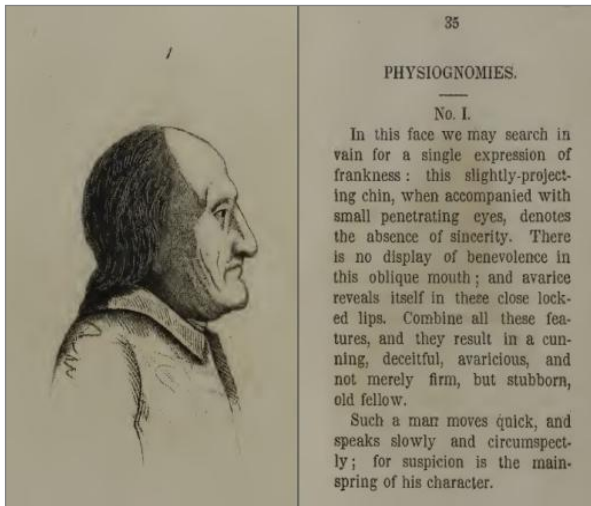 1
35
PHYSIOGNOMIES.
No. I.
In this face we may search in
vain for a single expression of
frankness : this slightly-project-
ing chin, when accompanied with
small penetrating eyes, denotes
the absence of sincerity. There
is no display of benevolence in
this oblique mouth ; and avarice
reveals itself in these close lock-
ed lips. Combine all these fea-
tures, and they result in a cun-
ning, deceitful, avaricious, and
not merely firm, but stubborn,
old fellow.
Such a man moves quick, and
speaks slowly and circumspect-
ly ; for suspicion is the main-
spring of his character.